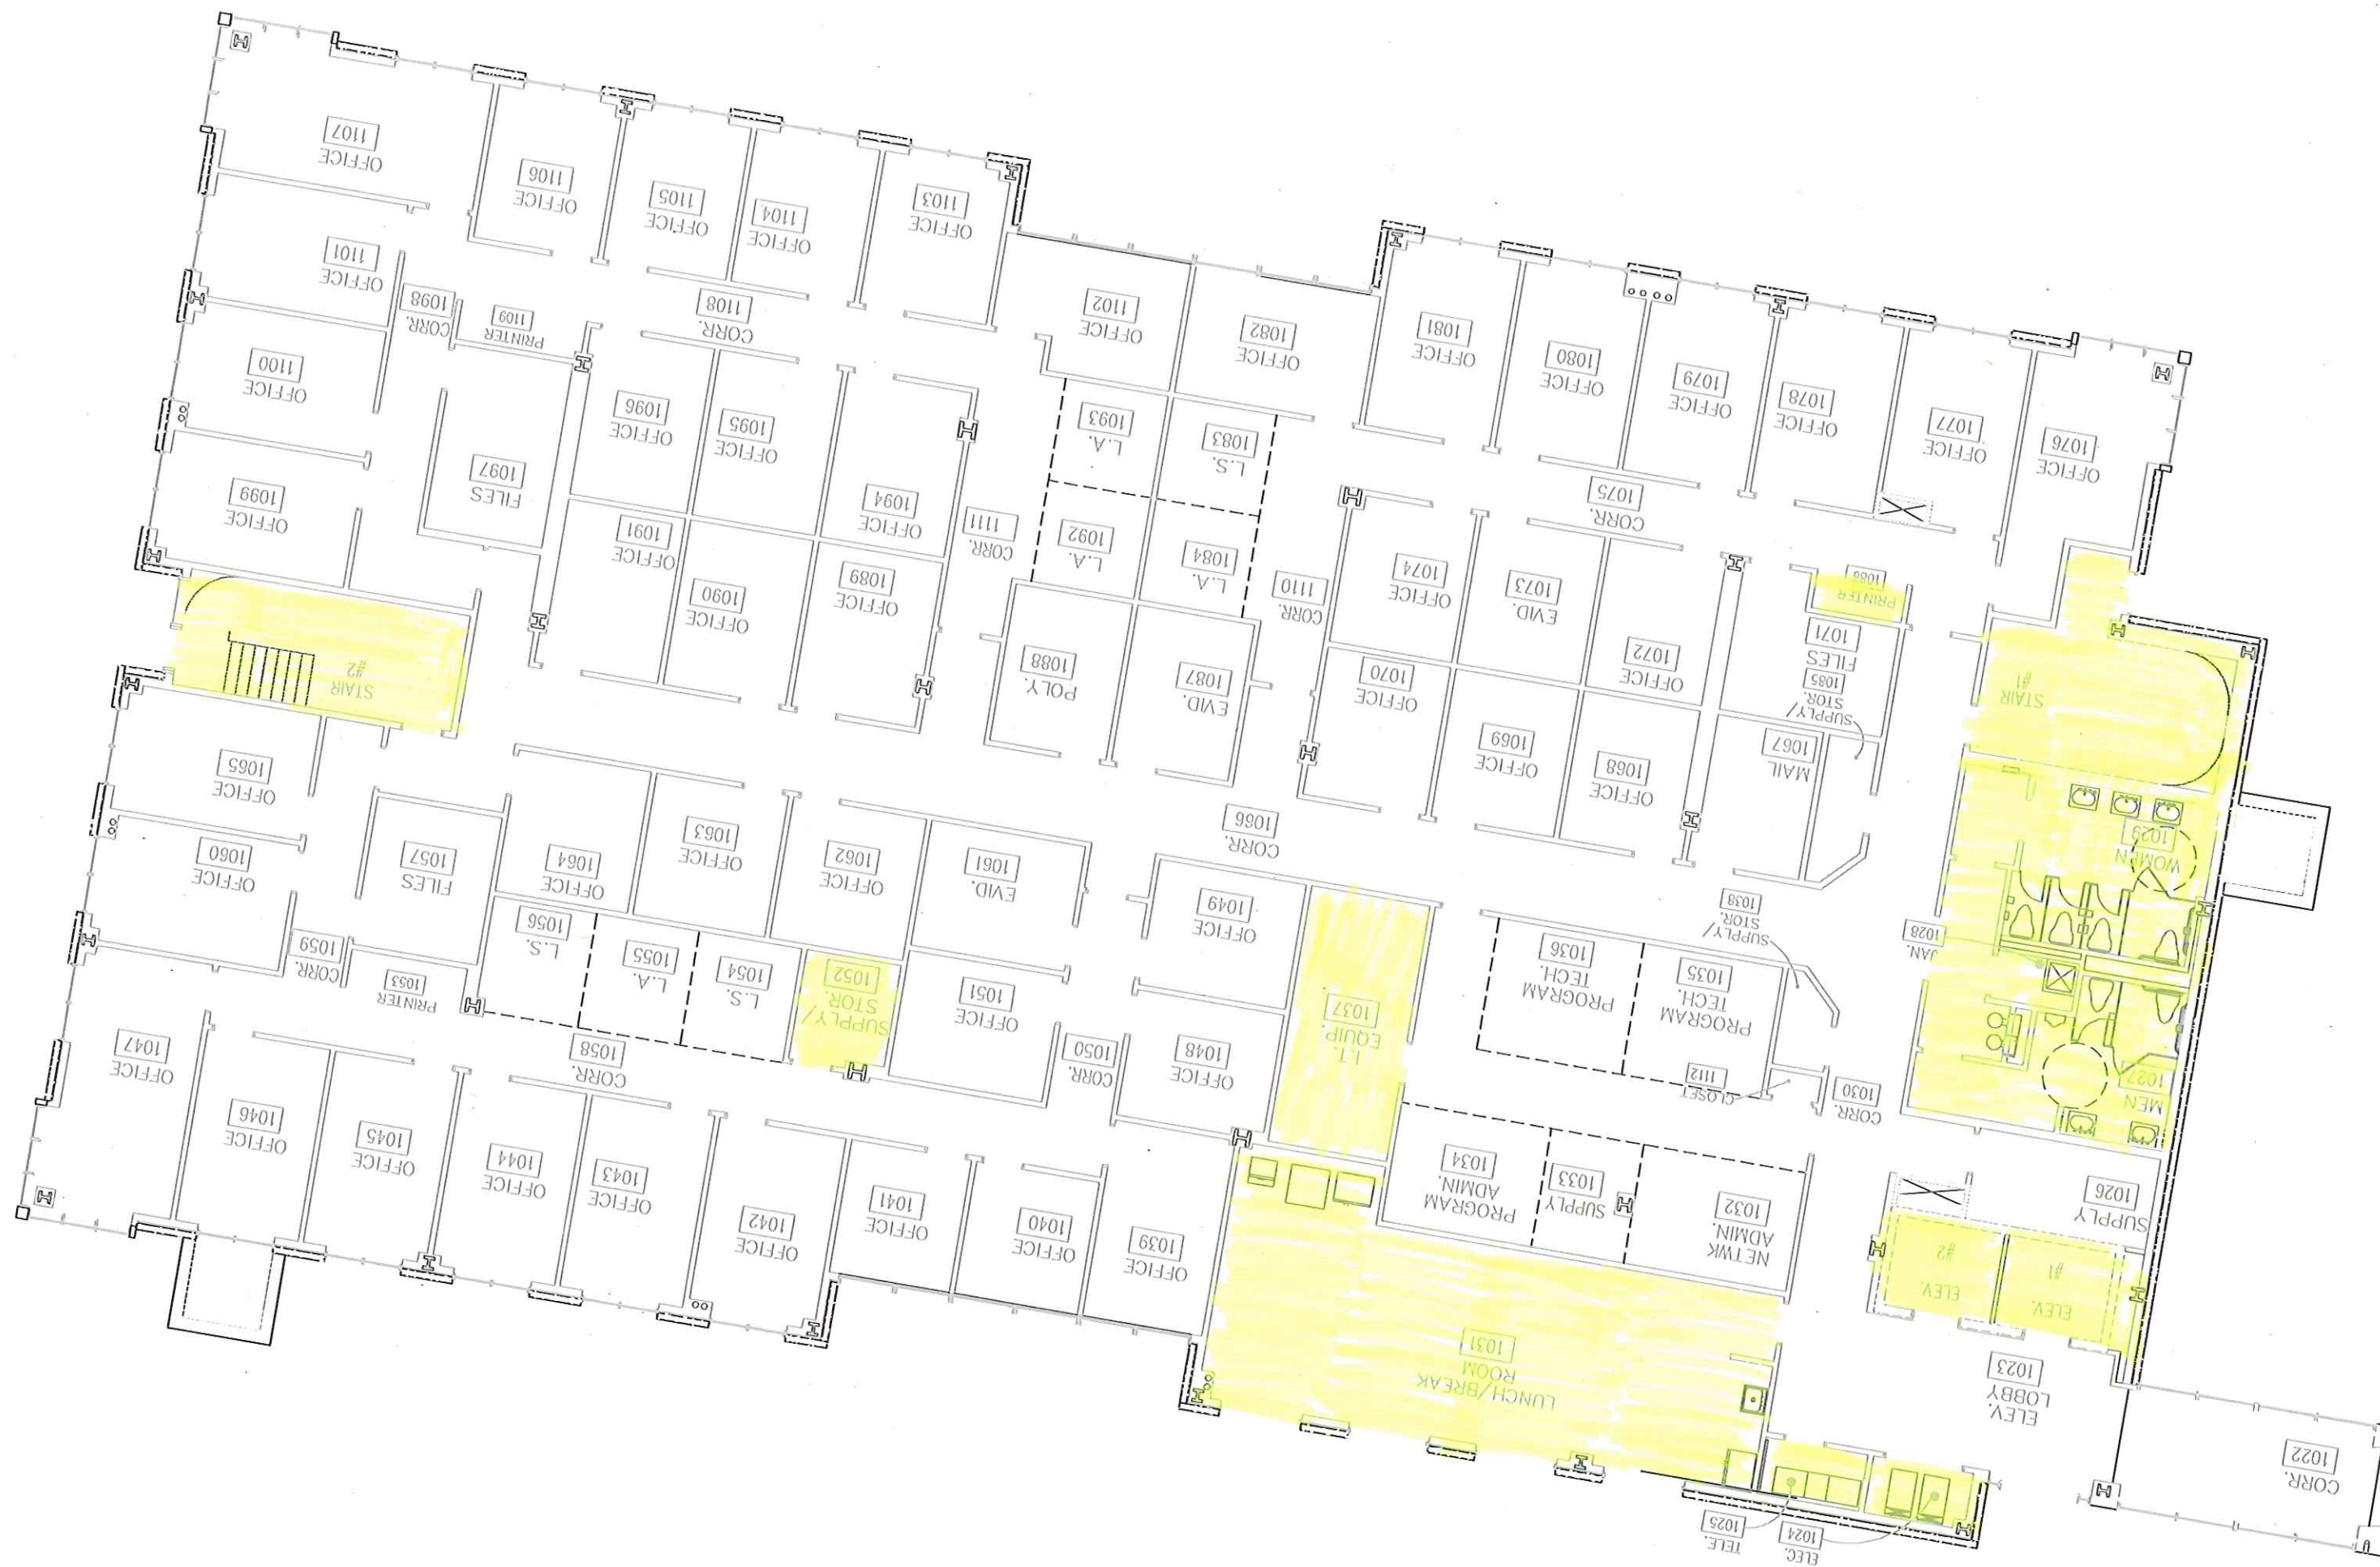 CORR.
1022
ELEC.
1024
TELE.
1025
ELEV.
LOBBY
1023
LUNCH/BREAK
ROOM
1031
ELEV.
#1
ELEV.
#2
SUPPLY
1026
NETWK
ADMIN.
1032
SUPPLY
1033
PROGRAM
ADMIN.
1034
OFFICE
1039
OFFICE
1040
OFFICE
1041
OFFICE
1042
OFFICE
1043
OFFICE
1044
OFFICE
1045
OFFICE
1046
OFFICE
1047
MEN
1027
CORR.
1030
CLOSET
1112
PROGRAM
TECH.
1035
PROGRAM
TECH.
1036
I.T.
EQUIP.
1037
OFFICE
1048
CORR.
1050
OFFICE
1051
SUPPLY/
STOR.
1052
CORR.
1058
L.S.
1054
L.A.
1055
L.S.
1056
PRINTER
1053
CORR.
1059
JAN.
1028
SUPPLY/
STOR.
1038
OFFICE
1049
EVID.
1061
OFFICE
1062
OFFICE
1063
OFFICE
1064
FILES
1057
OFFICE
1060
WOMEN
1029
CORR.
1066
OFFICE
1065
MAIL
1067
OFFICE
1068
OFFICE
1069
SUPPLY/
STOR.
1085
STAIR
#1
FILES
1071
OFFICE
1072
OFFICE
1070
EVID.
1087
POLY.
1088
STAIR
#2
PRINTER
1086
EVID.
1073
OFFICE
1074
CORR.
1110
L.A.
1084
L.A.
1092
CORR.
1111
OFFICE
1089
OFFICE
1090
OFFICE
1091
CORR.
1075
L.S.
1083
L.A.
1093
OFFICE
1094
OFFICE
1095
OFFICE
1096
FILES
1097
OFFICE
1099
OFFICE
1076
OFFICE
1077
OFFICE
1078
OFFICE
1079
OFFICE
1080
OFFICE
1081
OFFICE
1082
OFFICE
1102
CORR.
1108
PRINTER
1109
CORR.
1098
OFFICE
1100
OFFICE
1101
OFFICE
1103
OFFICE
1104
OFFICE
1105
OFFICE
1106
OFFICE
1107